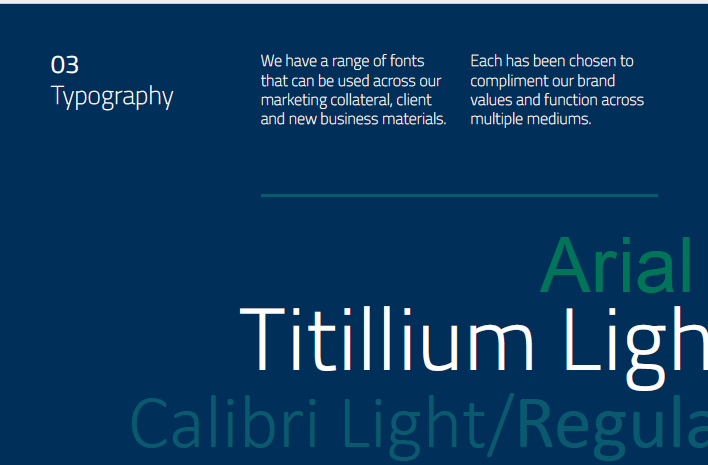 03
Typography
We have a range of fonts
that can be used across our
marketing collateral, client
and new business materials.
Each has been chosen to
compliment our brand
values and function across
multiple mediums.
Arial
Titillium Ligh
Calibri Light/Regula